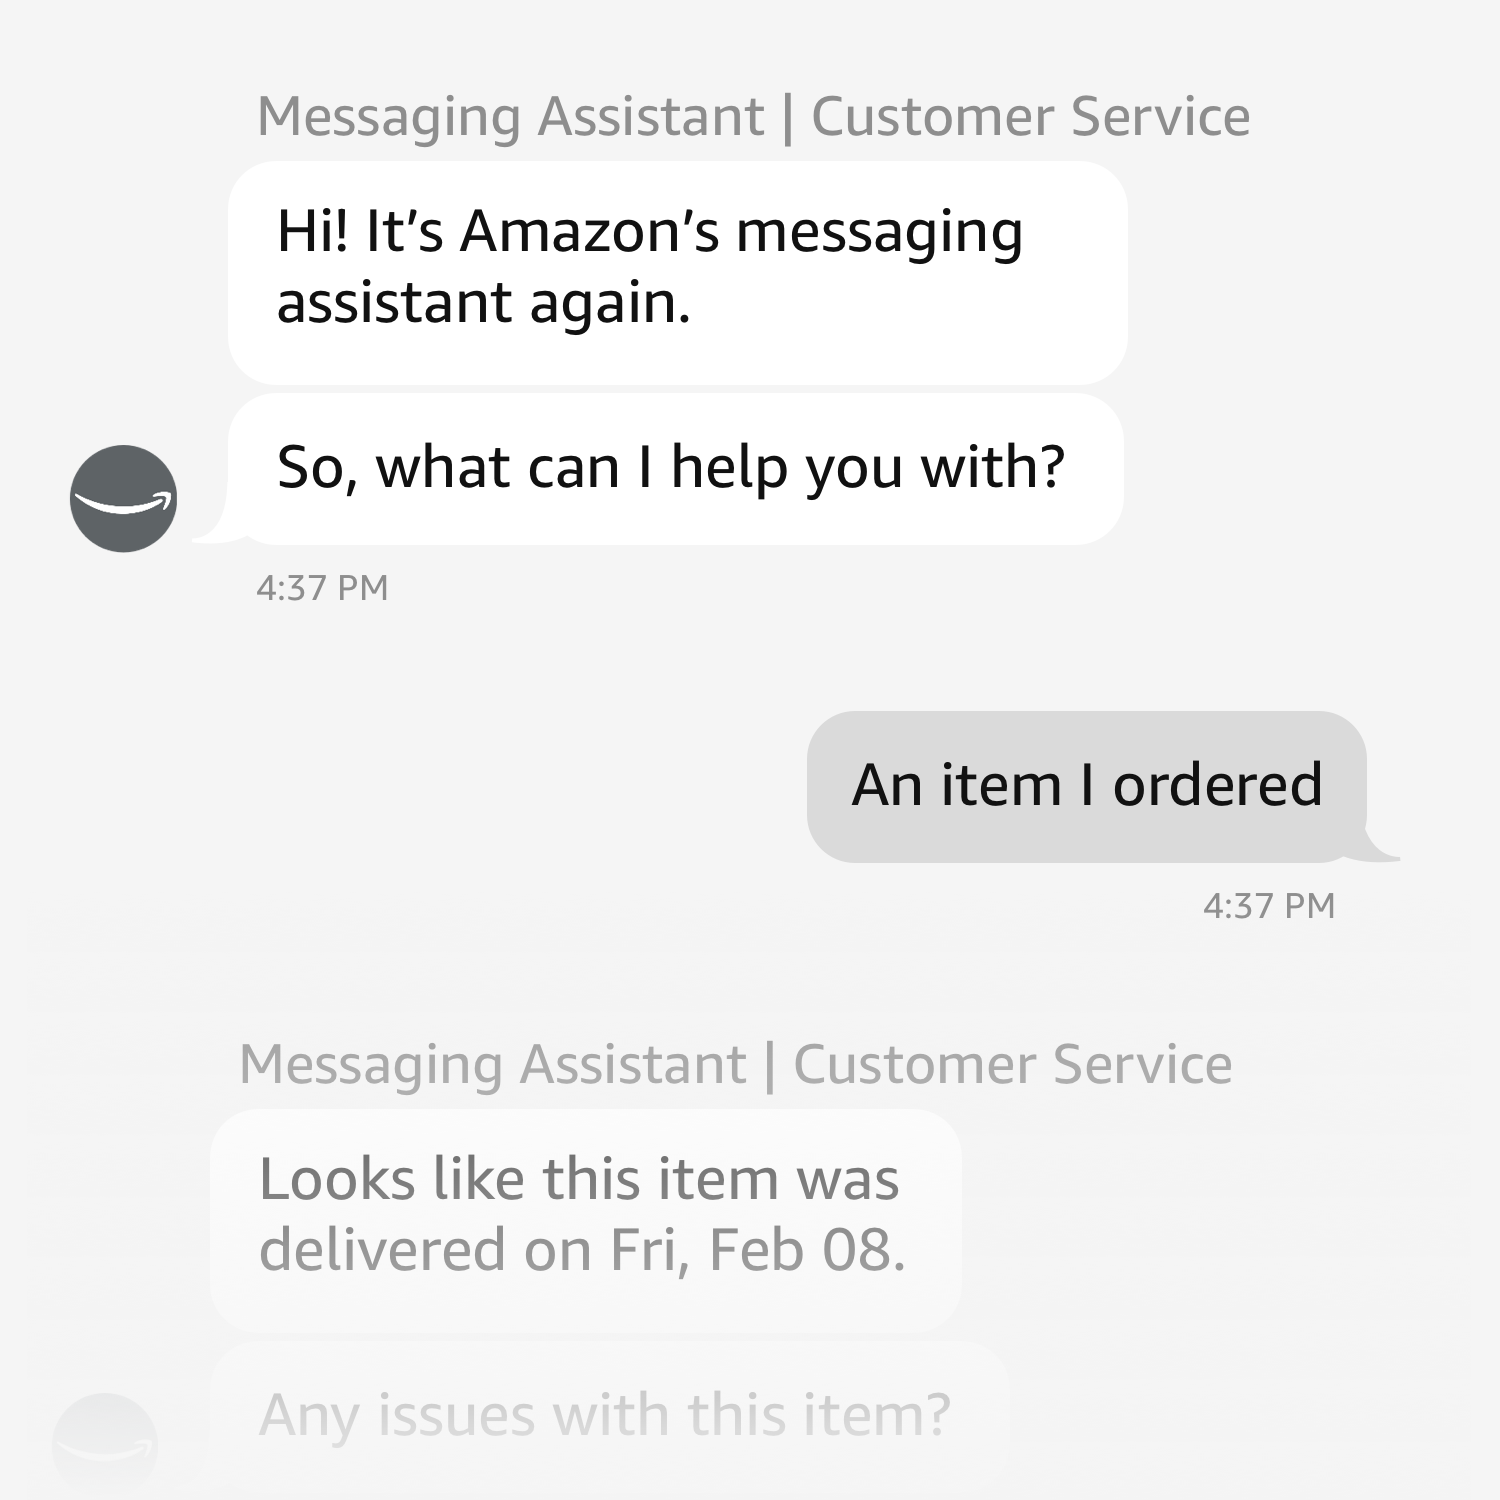 Messaging Assistant | Customer Service
Hi! It’s Amazon’s messaging
assistant again.
So, what can I help you with?
4:37 PM
An item I ordered
4:37 PM
Messaging Assistant | Customer Service
Looks like this item was
delivered on Fri, Feb 08.
Any issues with this item?